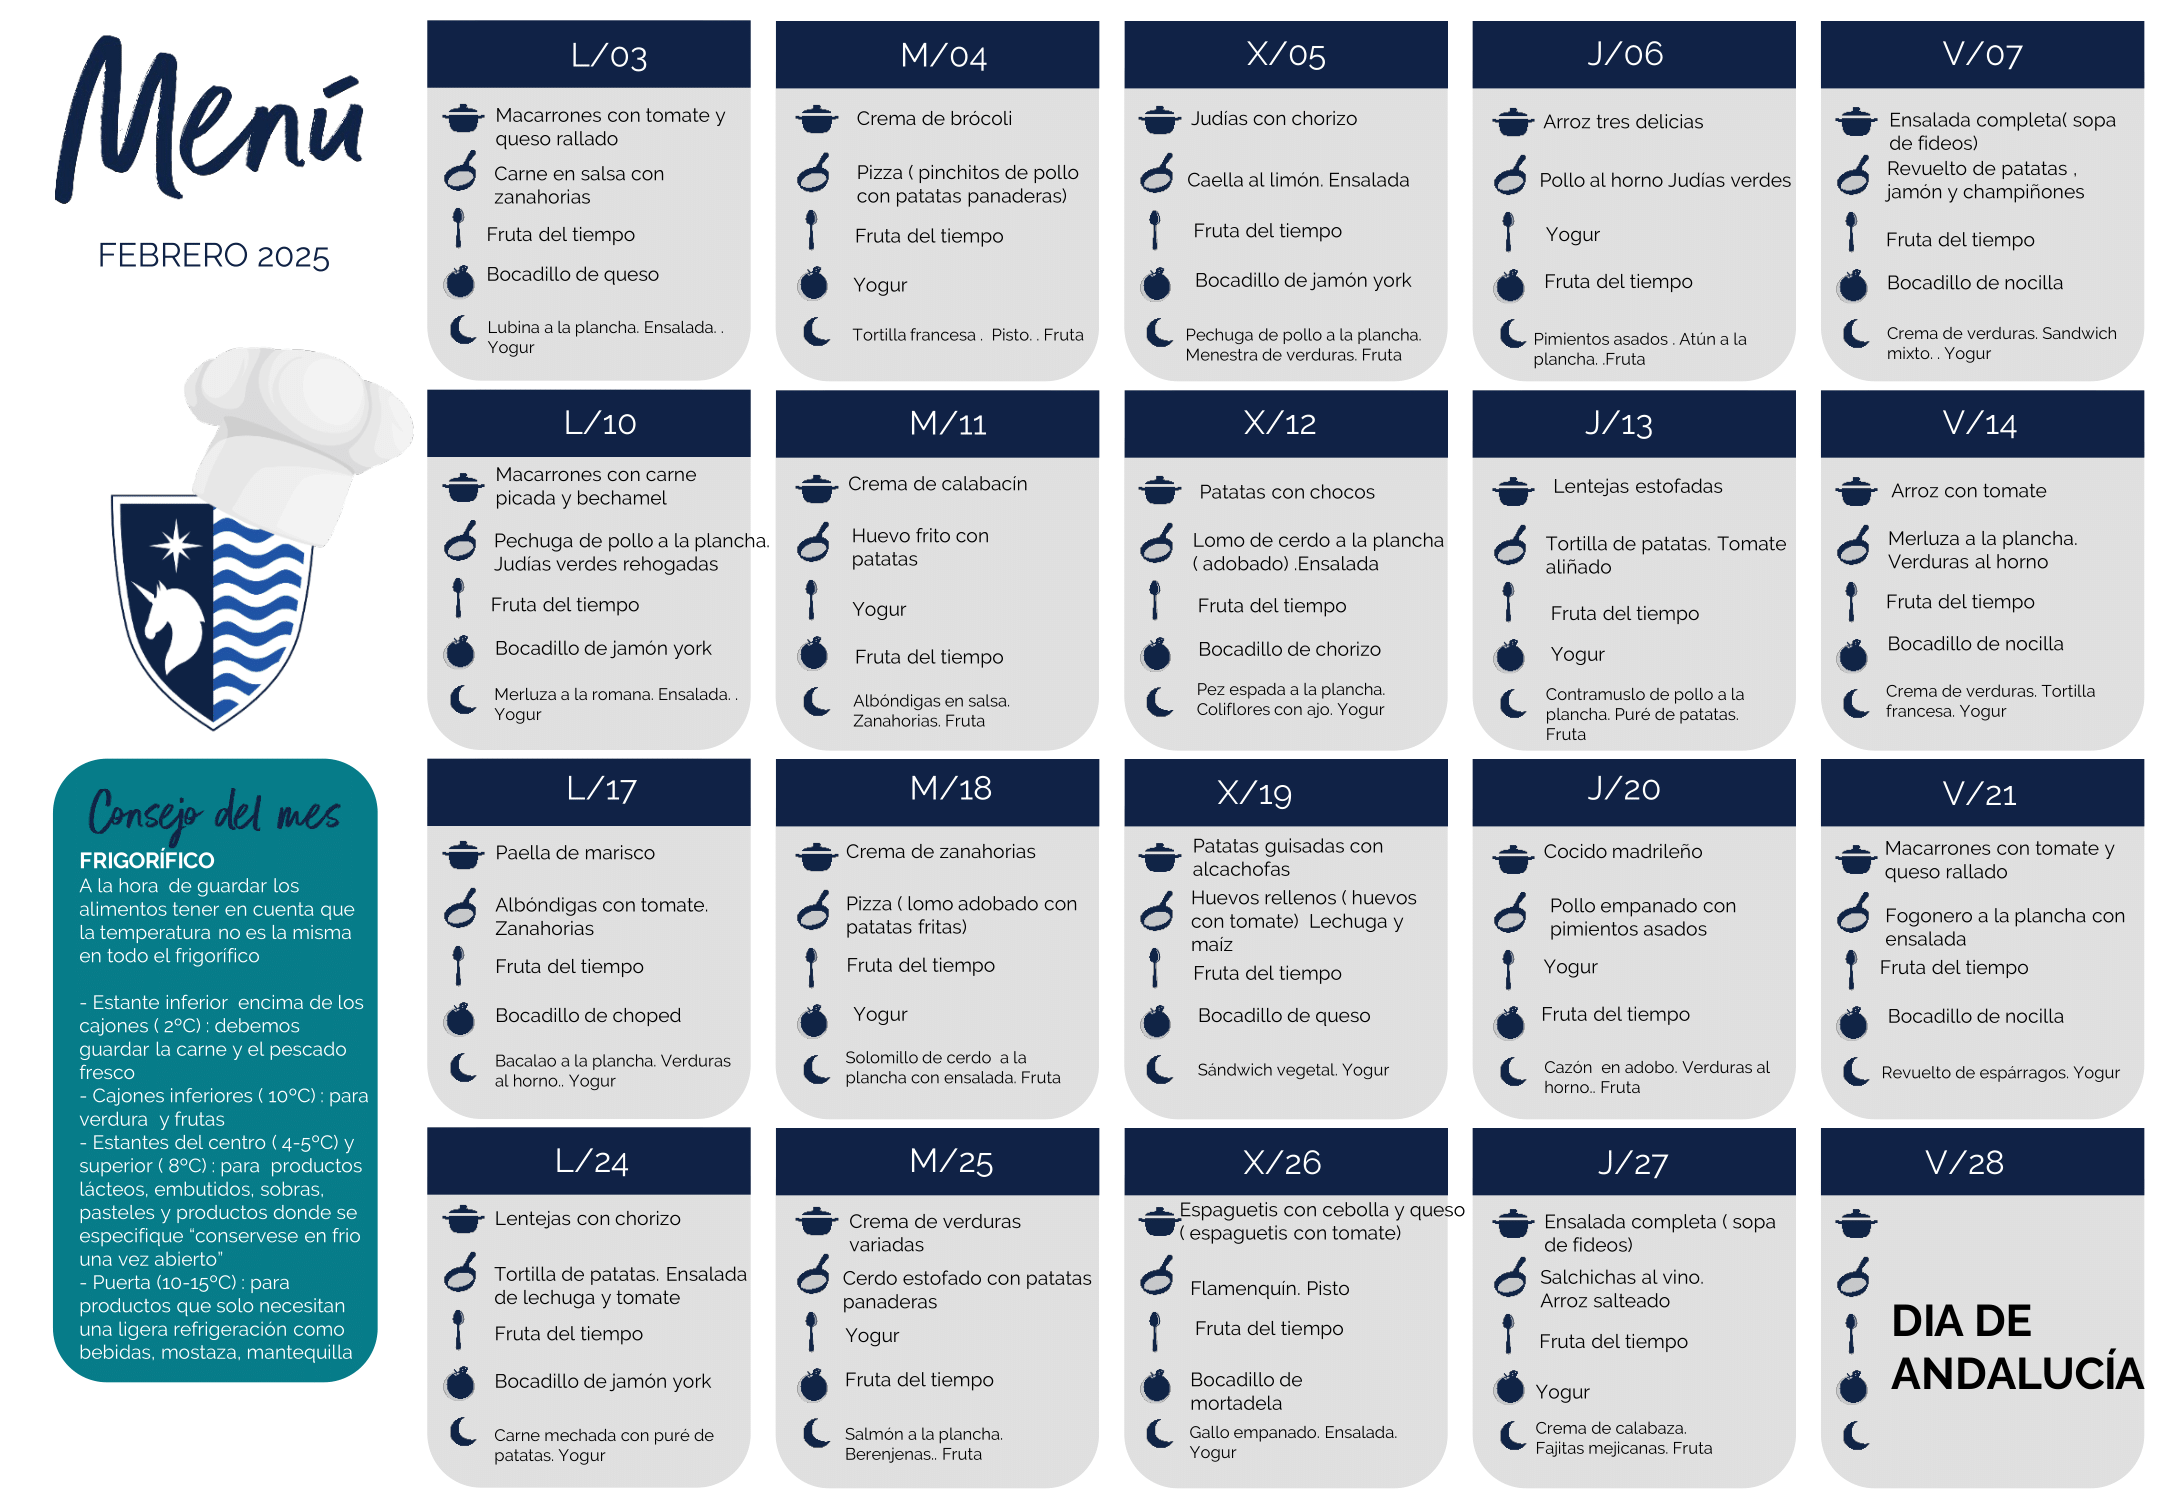 Menú
FEBRERO 2025
L/03
Macarrones con tomate y
queso rallado
Carne en salsa con
zanahorias
Fruta del tiempo
Bocadillo de queso
Lubina a la plancha. Ensalada. .
Yogur
M/04
Crema de brócoli
Pizza ( pinchitos de pollo
con patatas panaderas)
Fruta del tiempo
Yogur
Tortilla francesa .  Pisto. . Fruta
X/05
Judías con chorizo
Caella al limón. Ensalada
Fruta del tiempo
Bocadillo de jamón york
Pechuga de pollo a la plancha.
Menestra de verduras. Fruta
J/06
Arroz tres delicias
Pollo al horno Judías verdes
Yogur
Fruta del tiempo
Pimientos asados . Atún a la
plancha. .Fruta
V/07
Ensalada completa( sopa
de fideos)
Revuelto de patatas ,
jamón y champiñones
Fruta del tiempo
Bocadillo de nocilla
Crema de verduras. Sandwich
mixto. . Yogur
L/10
Macarrones con carne
picada y bechamel
Pechuga de pollo a la plancha.
Judías verdes rehogadas
Fruta del tiempo
Bocadillo de jamón york
Merluza a la romana. Ensalada. .
Yogur
M/11
Crema de calabacín
Huevo frito con
patatas
Yogur
Fruta del tiempo
Albóndigas en salsa.
Zanahorias. Fruta
X/12
Patatas con chocos
Lomo de cerdo a la plancha
( adobado) .Ensalada
Fruta del tiempo
Bocadillo de chorizo
Pez espada a la plancha.
Coliflores con ajo. Yogur
J/13
Lentejas estofadas
Tortilla de patatas. Tomate
aliñado
Fruta del tiempo
Yogur
Contramuslo de pollo a la
plancha. Puré de patatas.
Fruta
V/14
Arroz con tomate
Merluza a la plancha.
Verduras al horno
Fruta del tiempo
Bocadillo de nocilla
Crema de verduras. Tortilla
francesa. Yogur
Consejo del mes
FRIGORÍFICO
A la hora  de guardar los
alimentos tener en cuenta que
la temperatura no es la misma
en todo el frigorífico
- Estante inferior  encima de los
cajones ( 2ºC) : debemos
guardar la carne y el pescado
fresco
- Cajones inferiores ( 10ºC) : para
verdura  y frutas
- Estantes del centro ( 4-5ºC) y
superior ( 8ºC) : para  productos
lácteos, embutidos, sobras,
pasteles y productos donde se
especifique “conservese en frio
una vez abierto”
- Puerta (10-15ºC) : para
productos que solo necesitan
una ligera refrigeración como
bebidas, mostaza, mantequilla
L/17
Paella de marisco
Albóndigas con tomate.
Zanahorias
Fruta del tiempo
Bocadillo de choped
Bacalao a la plancha. Verduras
al horno.. Yogur
M/18
Crema de zanahorias
Pizza ( lomo adobado con
patatas fritas)
Fruta del tiempo
Yogur
Solomillo de cerdo  a la
plancha con ensalada. Fruta
X/19
Patatas guisadas con
alcachofas
Huevos rellenos ( huevos
con tomate)  Lechuga y
maíz
Fruta del tiempo
Bocadillo de queso
Sándwich vegetal. Yogur
J/20
Cocido madrileño
Pollo empanado con
pimientos asados
Yogur
Fruta del tiempo
Cazón  en adobo. Verduras al
horno.. Fruta
V/21
Macarrones con tomate y
queso rallado
Fogonero a la plancha con
ensalada
Fruta del tiempo
Bocadillo de nocilla
Revuelto de espárragos. Yogur
L/24
Lentejas con chorizo
Tortilla de patatas. Ensalada
de lechuga y tomate
Fruta del tiempo
Bocadillo de jamón york
Carne mechada con puré de
patatas. Yogur
M/25
Crema de verduras
variadas
Cerdo estofado con patatas
panaderas
Yogur
Fruta del tiempo
Salmón a la plancha.
Berenjenas.. Fruta
X/26
Espaguetis con cebolla y queso
( espaguetis con tomate)
Flamenquín. Pisto
Fruta del tiempo
Bocadillo de
mortadela
Gallo empanado. Ensalada.
Yogur
J/27
Ensalada completa ( sopa
de fideos)
Salchichas al vino.
Arroz salteado
Fruta del tiempo
Yogur
Crema de calabaza.
Fajitas mejicanas. Fruta
V/28
DIA DE
ANDALUCÍA